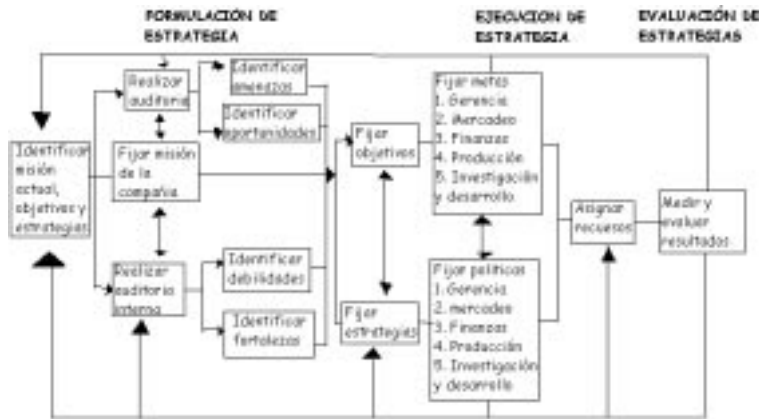 FORMULACIÓN DE
ESTRATEGIA
EJECUCION DE
ESTRATEGIA
EVALUACIÓN DE
ESTRATEGIAS
Realizar
auditoria
Identificar
amenazas
Identificar
oportunidades
Identificar
misión
actual,
objetivos y
estrategias
Fijar misión
de la
compañia
Realizar
auditoria
interna
Identificar
debilidades
Identificar
fortalezas
Fijar
objetivos
Fijar
estrategias
Fijar metas
1. Gerencia
2. Mercadeo
3. Finanzas
4. Producción
5. Investigación
y desarrollo
Fijar politicas
1. Gerencia
2. mercadeo
3. Finanzas
4. Producción
5. Investigación
y desarrollo
Asignar
recuesos
Medir y
evaluar
resultados